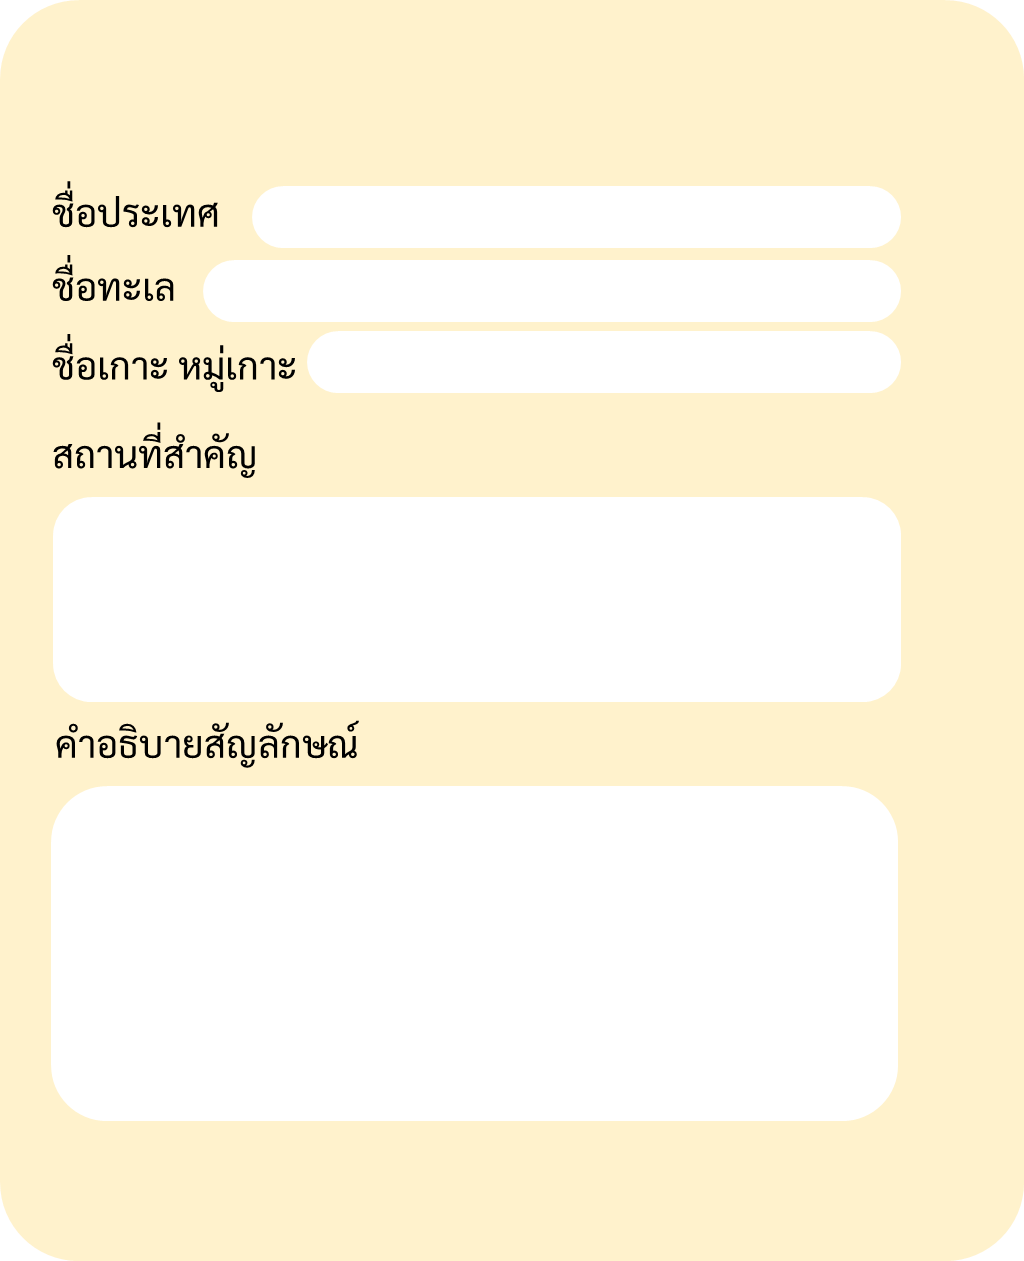 ชื่อประเทศ
ชื่อทะเล
ชื่อเกาะ หมู่เกาะ
สถานที่สำคัญ
คำอธิบายสัญลักษณ์